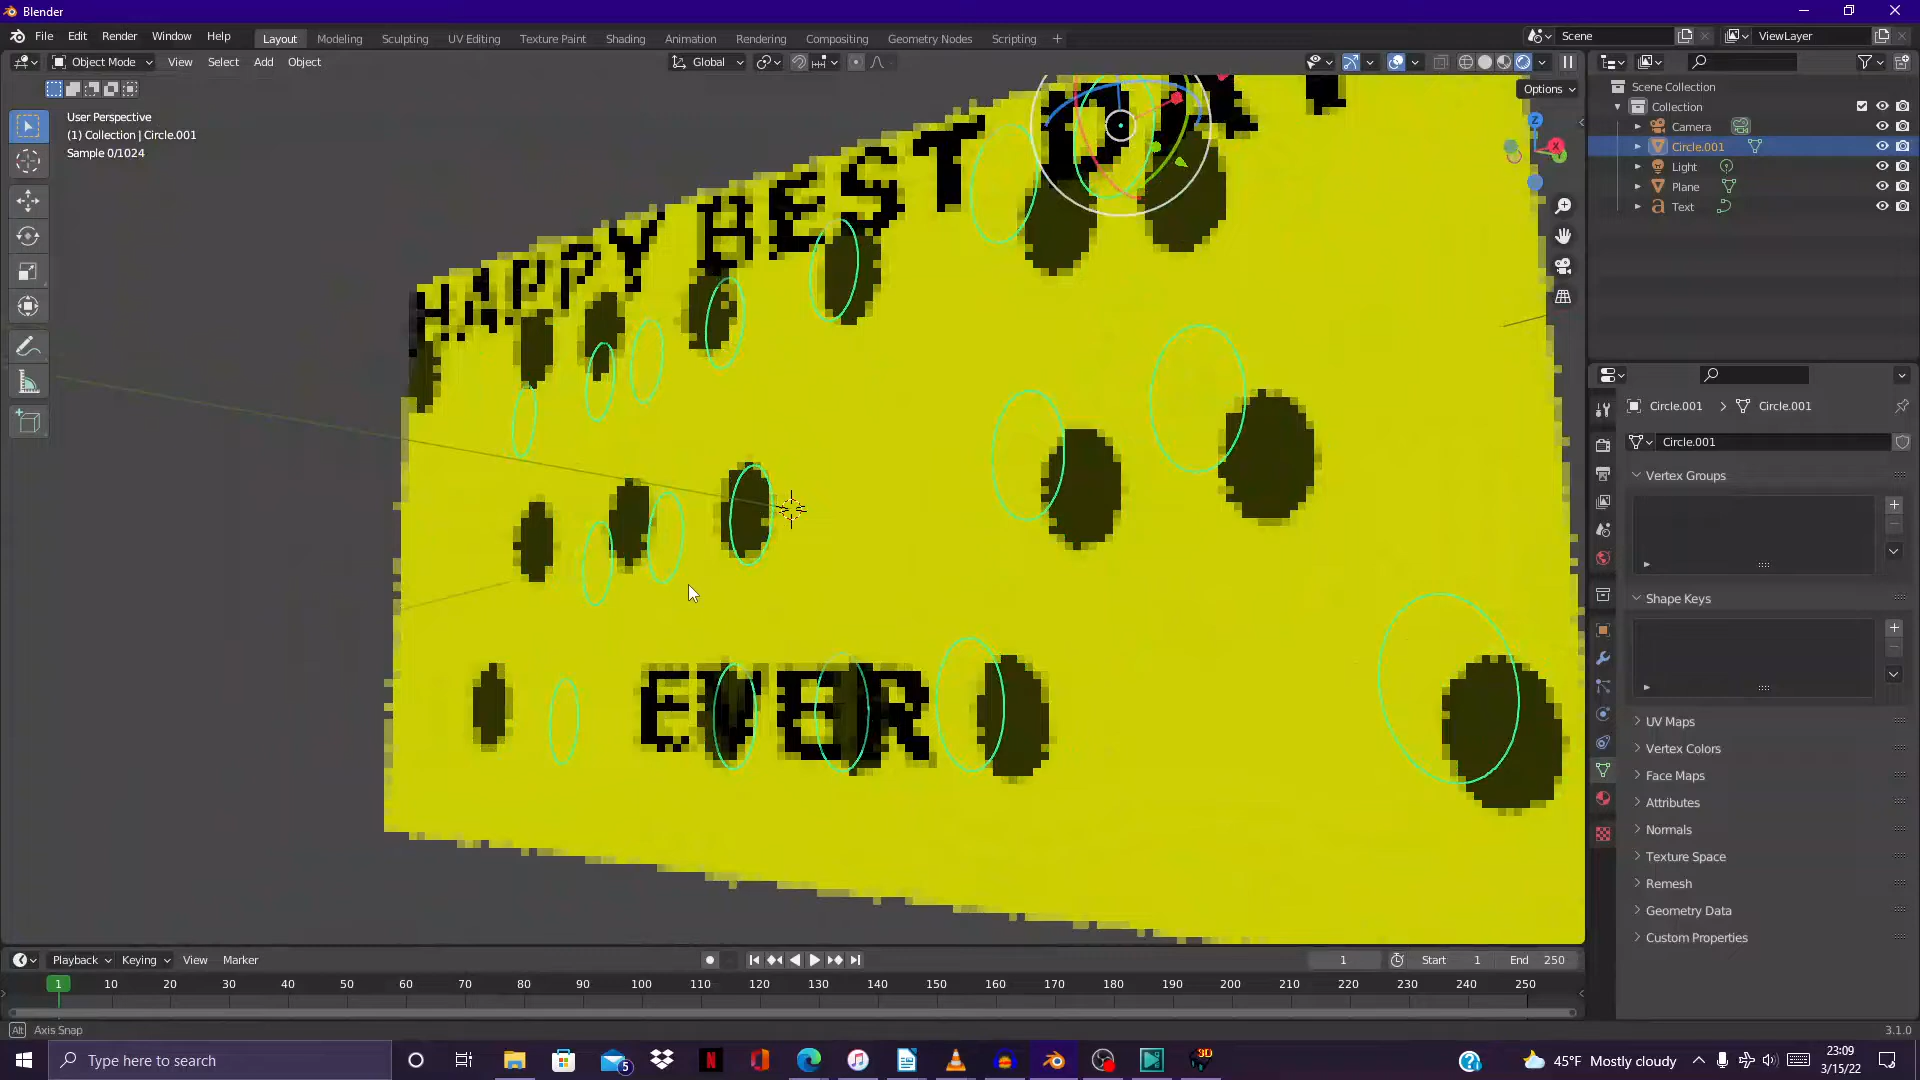 Blender
File Edit Render Window Help
Layout Modeling Sculpting UV Editing Texture Paint Shading Animation Rendering Compositing Geometry Nodes Scripting
Scene
ViewLayer
Object Mode View Select Add Object
Global
Options
User Perspective
(1) Collection | Circle.001
Sample 0/1024
HAPPY BEST
EVER
Z
X
Scene Collection
Collection
Camera
Circle.001
Light
Plane
Text
Circle.001 > Circle.001
Circle.001
Vertex Groups
Shape Keys
UV Maps
Vertex Colors
Face Maps
Attributes
Normals
Texture Space
Remesh
Geometry Data
Custom Properties
Playback Keying View Marker
1 Start 1 End 250
1 10 20 30 40 50 60 70 80 90 100 110 120 130 140 150 160 170 180 190 200 210 220 230 240 250
Alt Axis Snap
3.1.0
Type here to search
5
3D
45°F Mostly cloudy
23:09
3/15/22